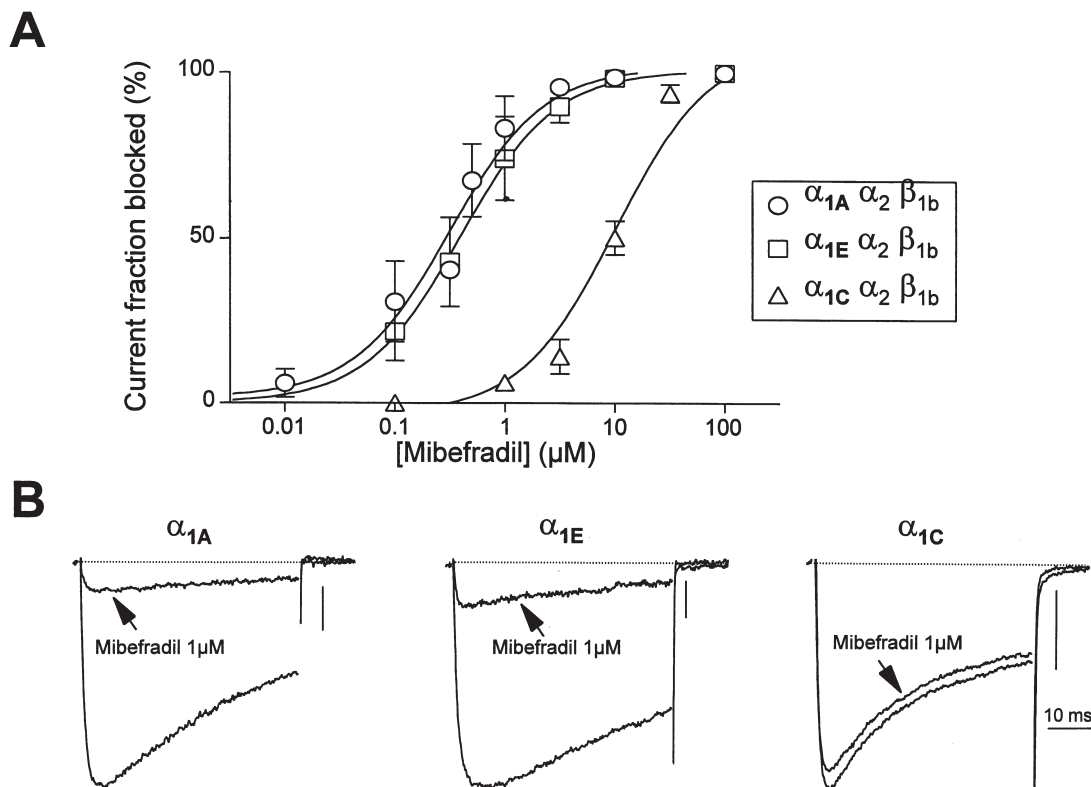 A
Current fraction blocked (%)
100
50
0
0.01 0.1 1 10 100
[Mibefradil] (µM)
α1A α2 β1b
α1E α2 β1b
α1C α2 β1b
B
α1A α1E α1C
Mibefradil 1µM
Mibefradil 1µM
Mibefradil 1µM
10 ms